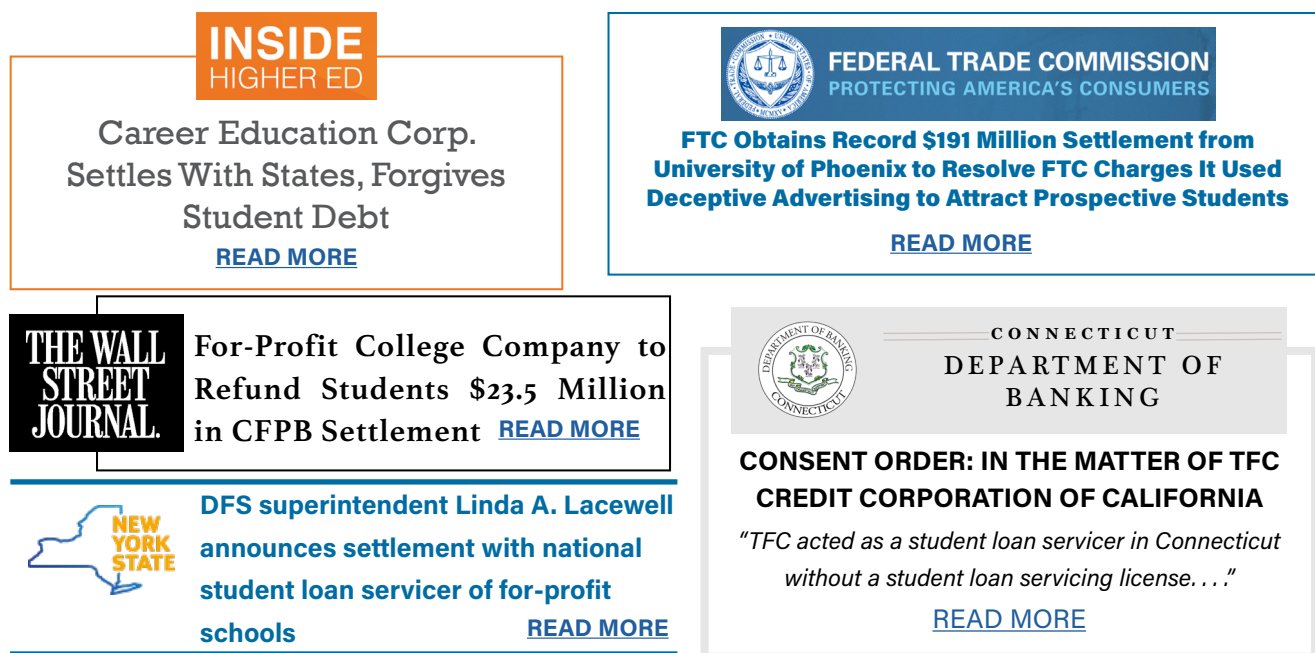 INSIDE
HIGHER ED
Career Education Corp.
Settles With States, Forgives
Student Debt
READ MORE
FEDERAL TRADE COMMISSION
PROTECTING AMERICA'S CONSUMERS
FTC Obtains Record $191 Million Settlement from
University of Phoenix to Resolve FTC Charges It Used
Deceptive Advertising to Attract Prospective Students
READ MORE
THE WALL
STREET
JOURNAL.
For-Profit College Company to
Refund Students $23.5 Million
in CFPB Settlement READ MORE
DEPARTMENT OF BANKING
CONNECTICUT
CONNECTICUT
DEPARTMENT OF
BANKING
CONSENT ORDER: IN THE MATTER OF TFC
CREDIT CORPORATION OF CALIFORNIA
"TFC acted as a student loan servicer in Connecticut
without a student loan servicing license. . . ."
READ MORE
NEW
YORK
STATE
DFS superintendent Linda A. Lacewell
announces settlement with national
student loan servicer of for-profit
schools READ MORE